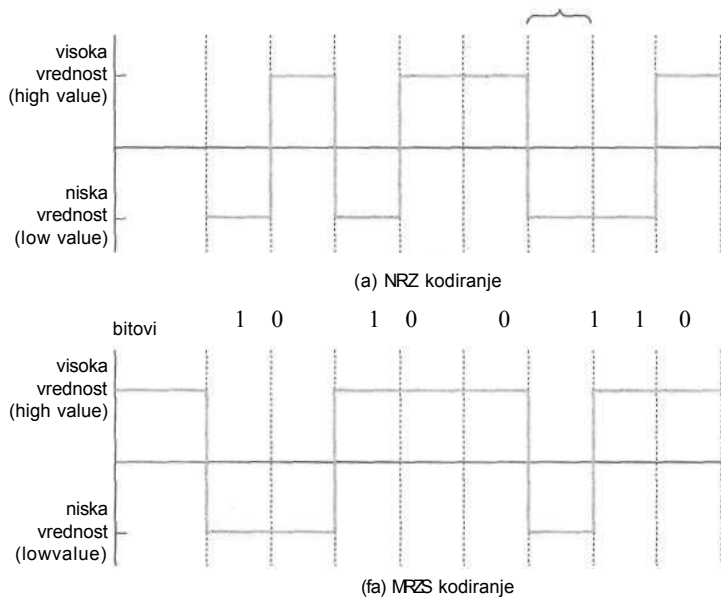 visoka
vrednost
(high value)
niska
vrednost
(low value)
(a) NRZ kodiranje
bitovi 1 0 1 0 0 1 1 0
visoka
vrednost
(high value)
niska
vrednost
(lowvalue)
(fa) MRZS kodiranje